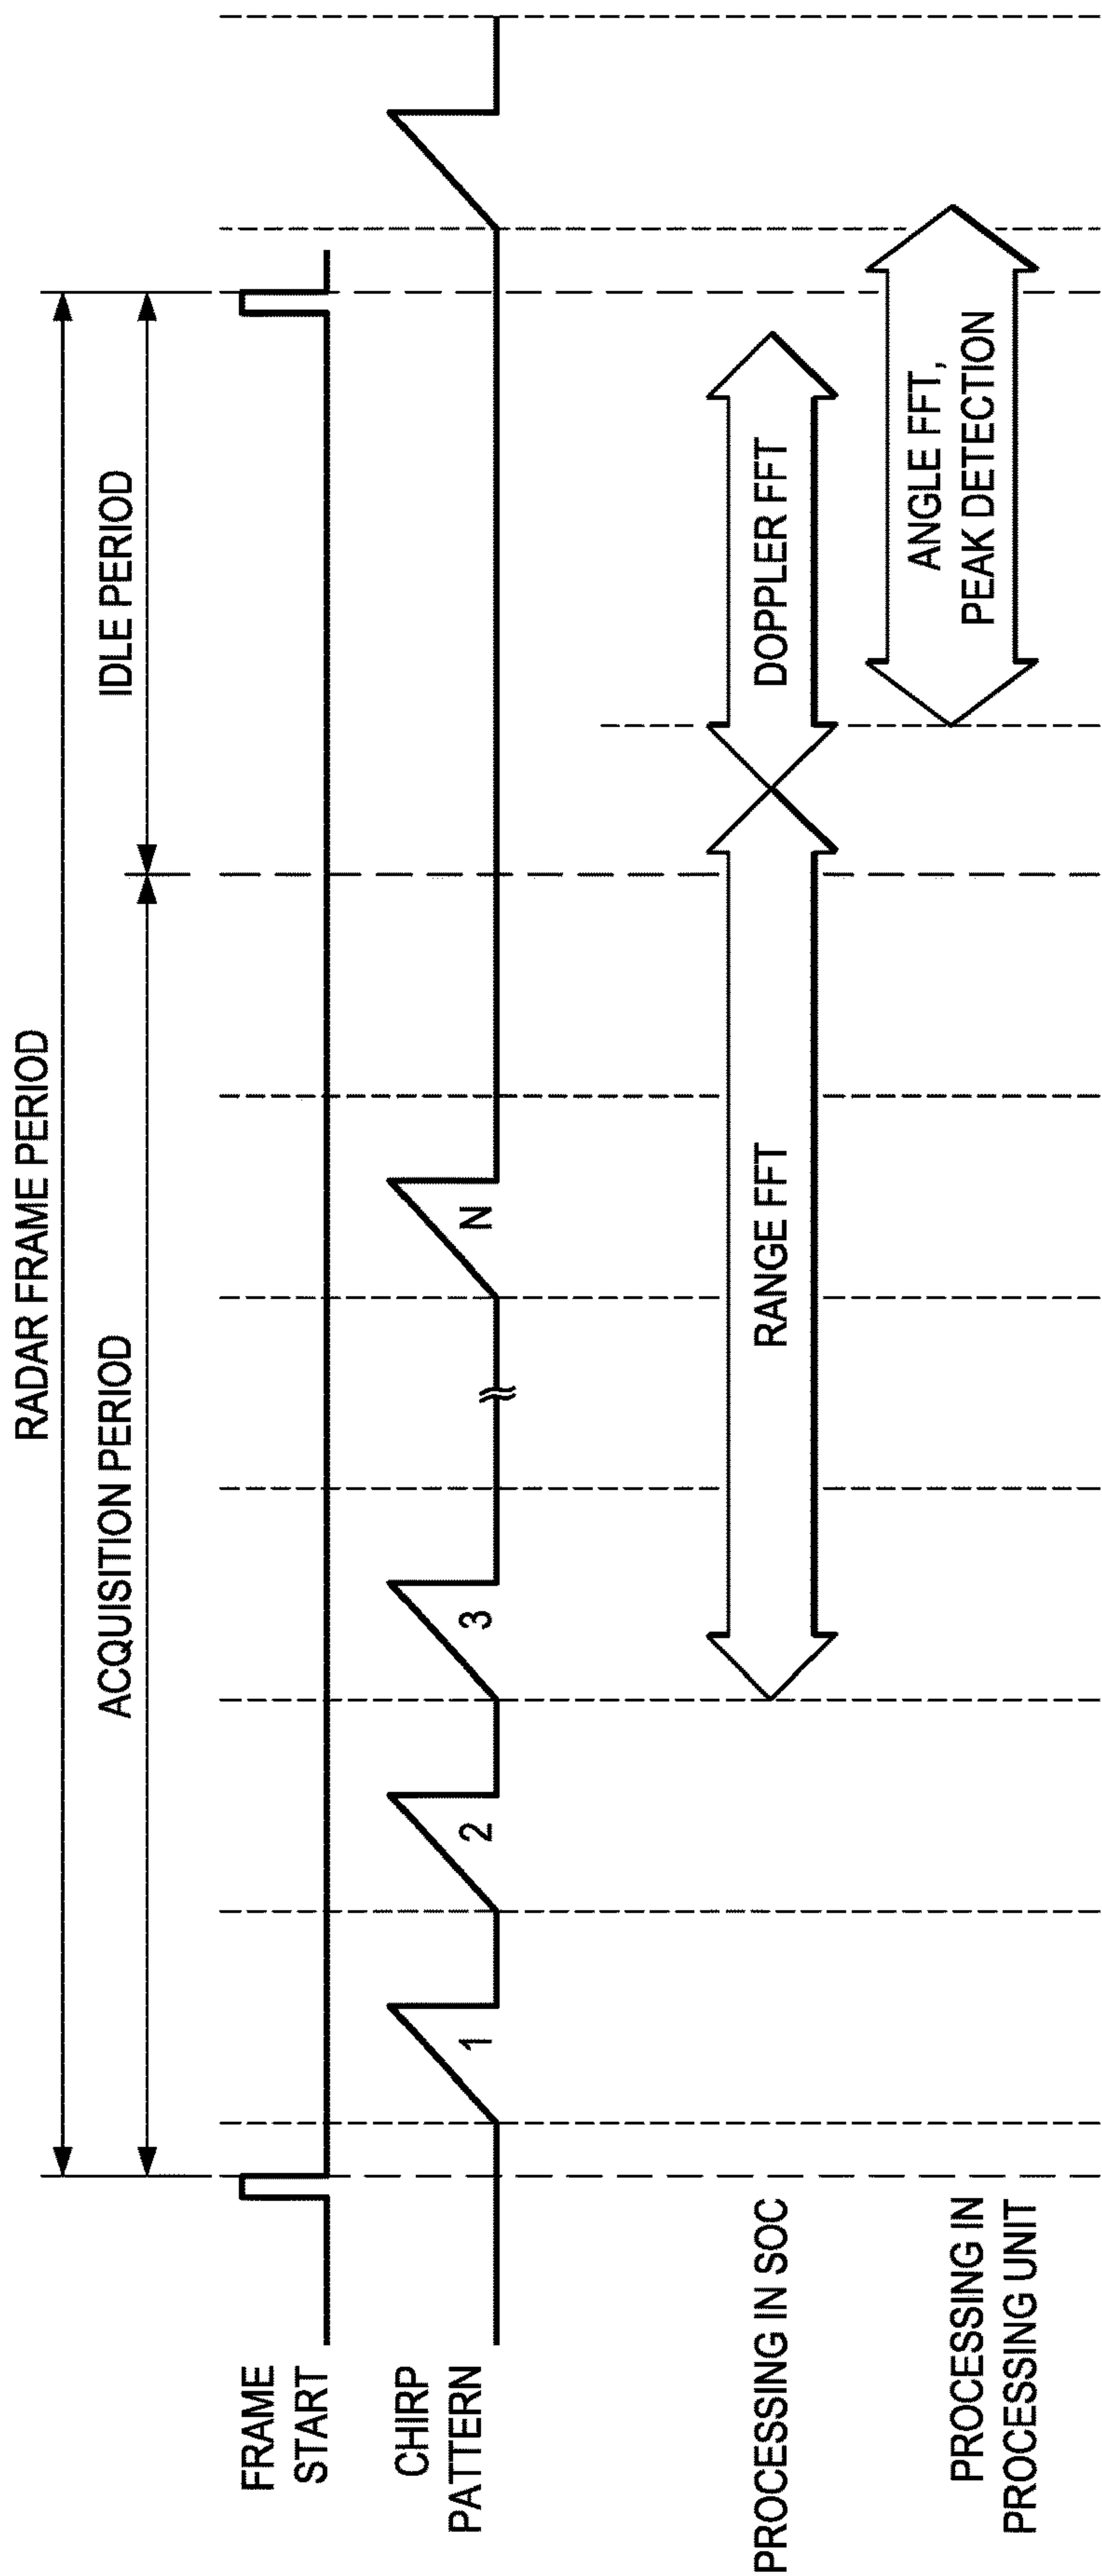 RADAR FRAME PERIOD
ACQUISITION PERIOD
IDLE PERIOD
FRAME
START
CHIRP
PATTERN
1
2
3
N
PROCESSING IN SOC
RANGE FFT
DOPPLER FFT
PROCESSING IN
PROCESSING UNIT
ANGLE FFT,
PEAK DETECTION